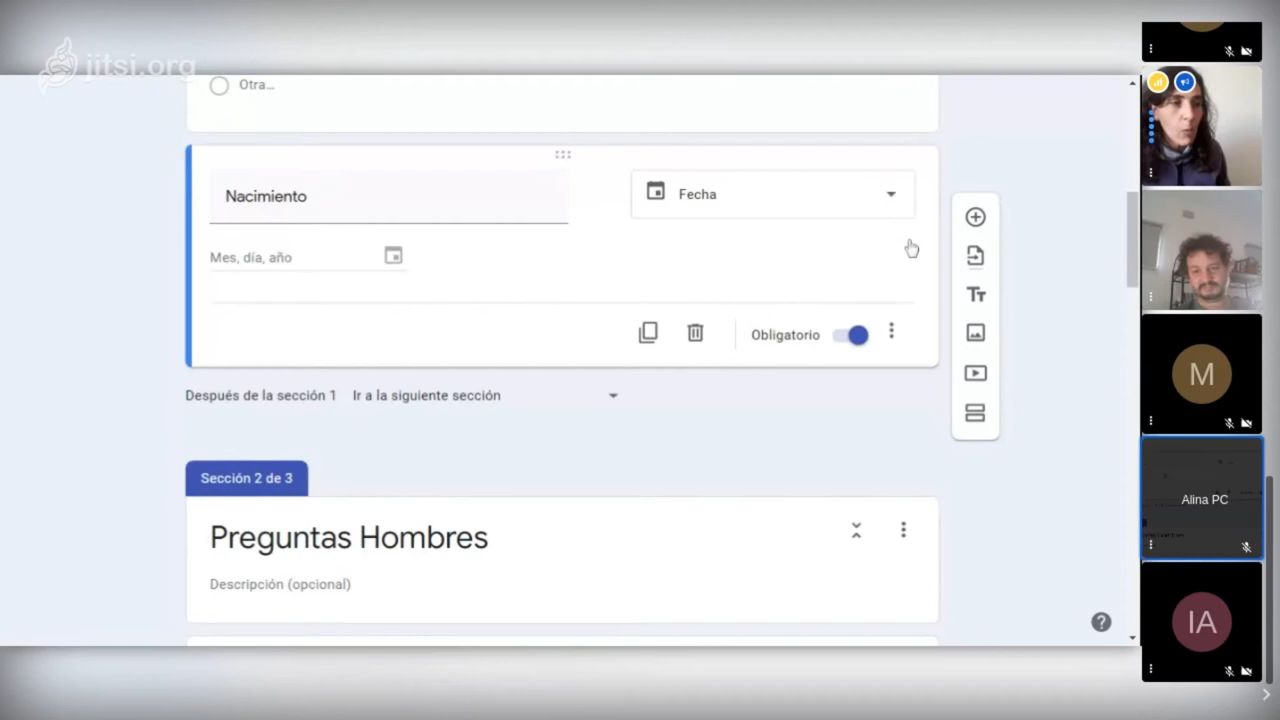 jitsi.org
Otra...
Nacimiento
Fecha
Mes, día, año
Obligatorio
Después de la sección 1 Ir a la siguiente sección
Sección 2 de 3
Preguntas Hombres
Descripción (opcional)
Tt
?
M
Alina PC
IA